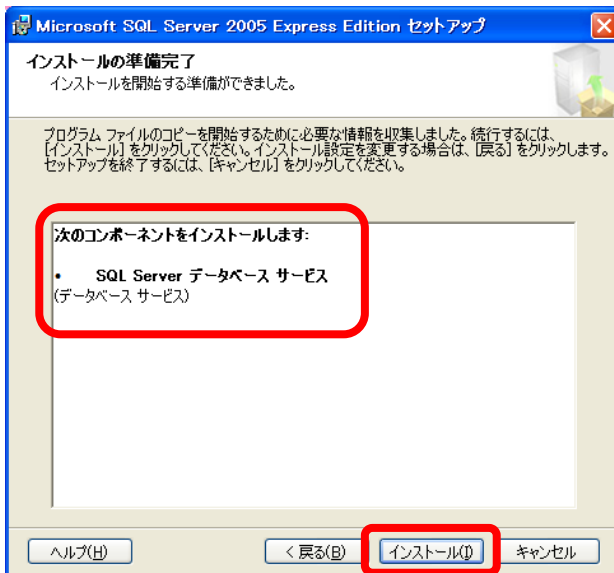 Microsoft SQL Server 2005 Express Edition セットアップ
インストールの準備完了
インストールを開始する準備ができました。
プログラム ファイルのコピーを開始するために必要な情報を収集しました。続行するには、
[インストール] をクリックしてください。インストール設定を変更する場合は、[戻る] をクリックします。
セットアップを終了するには、[キャンセル] をクリックしてください。
次のコンポーネントをインストールします:
• SQL Server データベース サービス
(データベース サービス)
ヘルプ(H) < 戻る(B) インストール(I) キャンセル